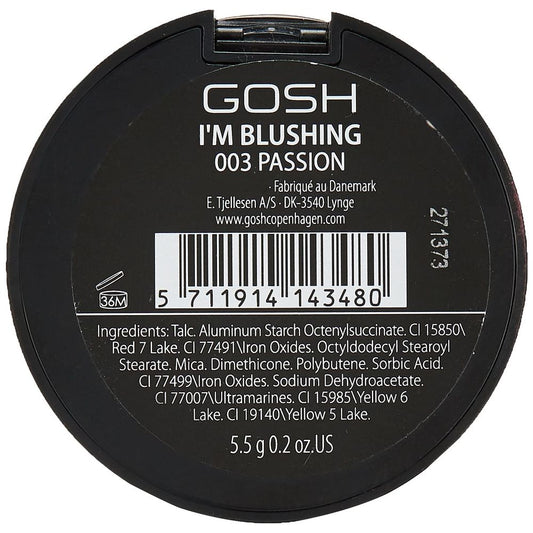 GOSH
I'M BLUSHING
003 PASSION
· Fabriqué au Danemark
E. Tjellesen A/S · DK-3540 Lynge
www.goshcopenhagen.com
271373
5 711914 143480
36M
Ingredients: Talc. Aluminum Starch Octenylsuccinate. CI 15850\
Red 7 Lake. CI 77491\Iron Oxides. Octyldodecyl Stearoyl
Stearate. Mica. Dimethicone. Polybutene. Sorbic Acid.
CI 77499\Iron Oxides. Sodium Dehydroacetate.
CI 77007\Ultramarines. CI 15985\Yellow 6
Lake. CI 19140\Yellow 5 Lake.
5.5 g 0.2 oz.US